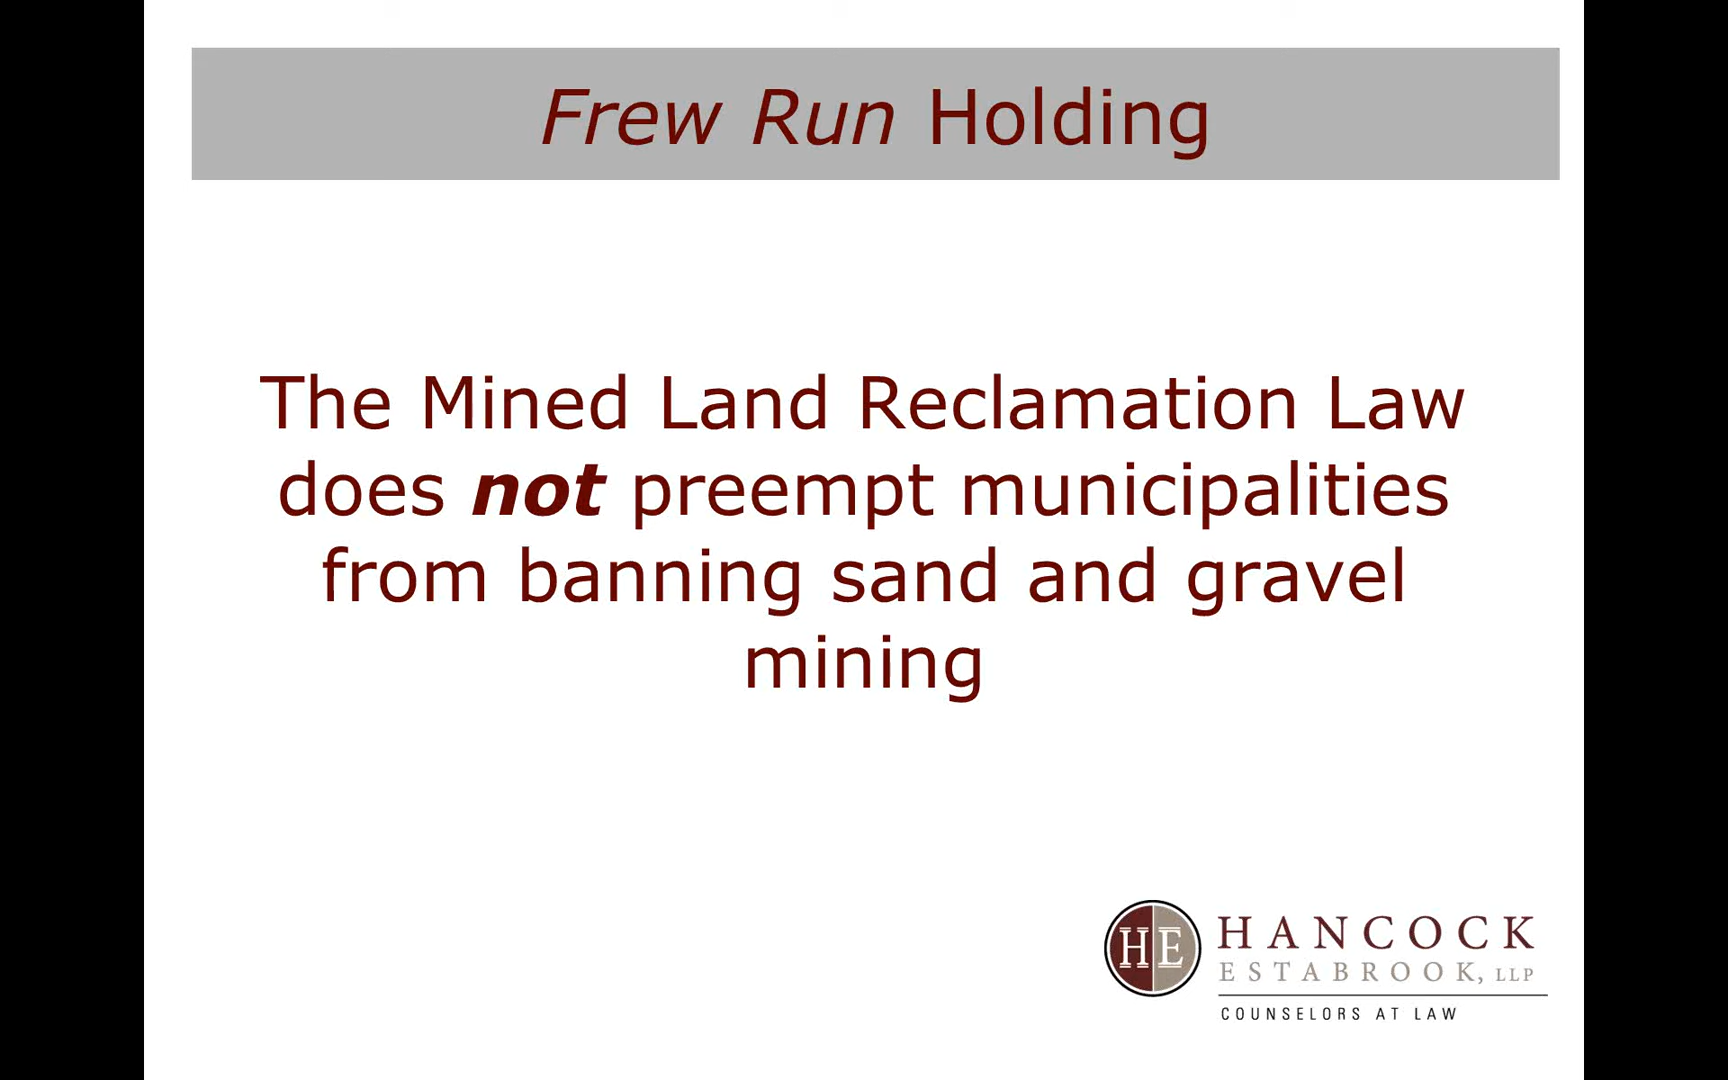 Frew Run Holding
The Mined Land Reclamation Law
does not preempt municipalities
from banning sand and gravel
mining
HE
HANCOCK
ESTABROOK, LLP
COUNSELORS AT LAW